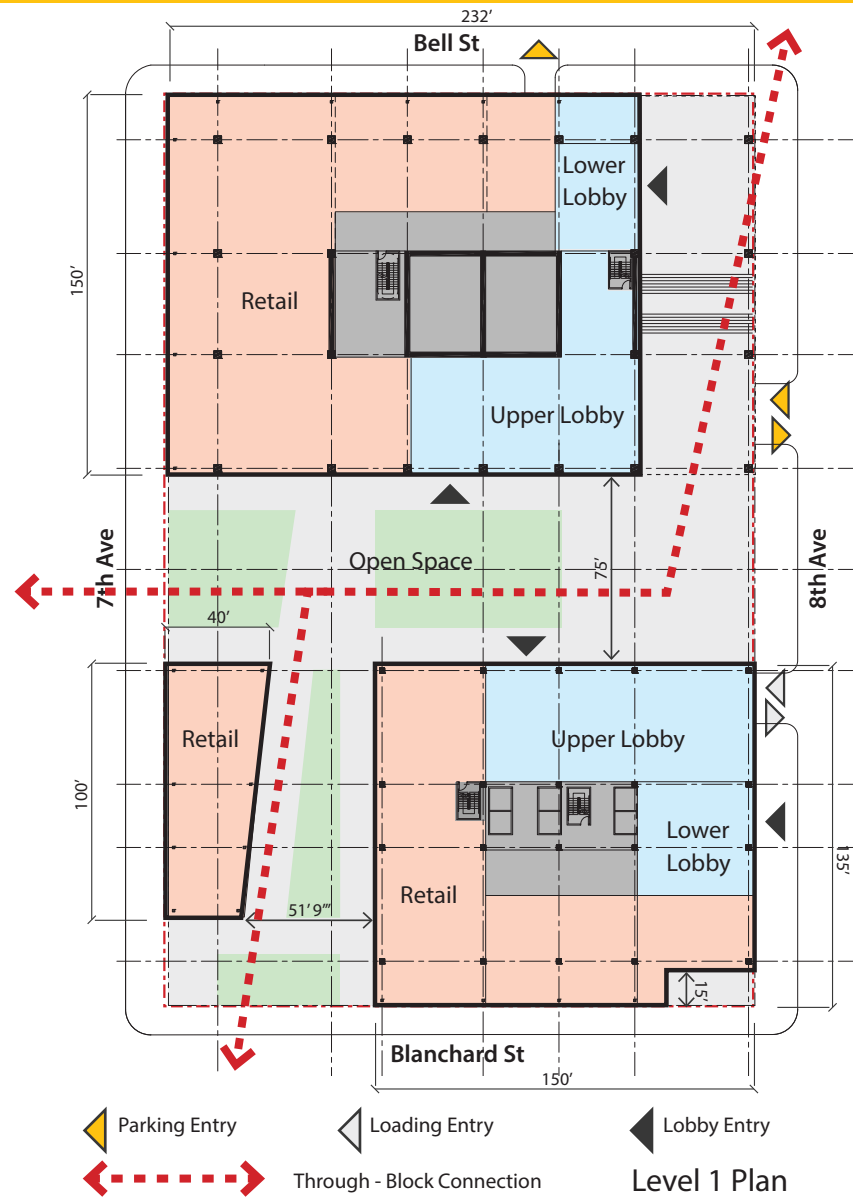 232’
Bell St
Lower
Lobby
150’
Retail
Upper Lobby
7th Ave
Open Space
75’
8th Ave
40’
Retail
Upper Lobby
100’
Lower
Lobby
135’
Retail
51’ 9’”
15’
Blanchard St
150’
Parking Entry
Loading Entry
Lobby Entry
Through - Block Connection
Level 1 Plan